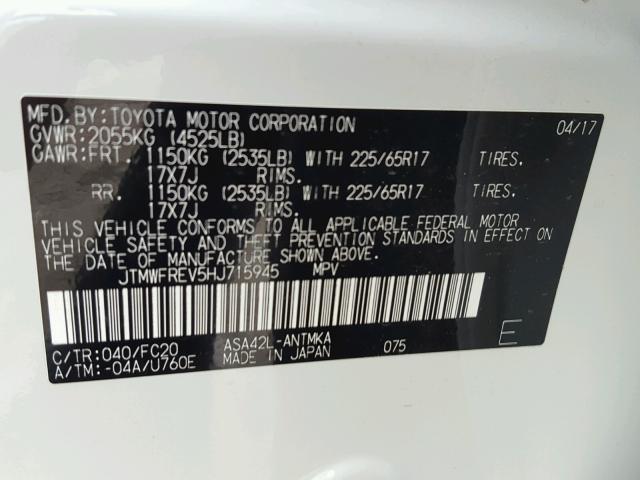 MFD.BY:TOYOTA MOTOR CORPORATION 04/17
GVWR:2055KG (4525LB)
GAWR:FRT. 1150KG (2535LB) WITH 225/65R17 TIRES.
17X7J RIMS.
RR. 1150KG (2535LB) WITH 225/65R17 TIRES.
17X7J RIMS.
THIS VEHICLE CONFORMS TO ALL APPLICABLE FEDERAL MOTOR
VEHICLE SAFETY AND THEFT PREVENTION STANDARDS IN EFFECT ON
THE DATE OF MANUFACTURE SHOWN ABOVE.
JTMWFREV5HJ715945 MPV
C/TR:040/FC20 ASA42L-ANTMKA 075 E
A/TM:-04A/U760E MADE IN JAPAN